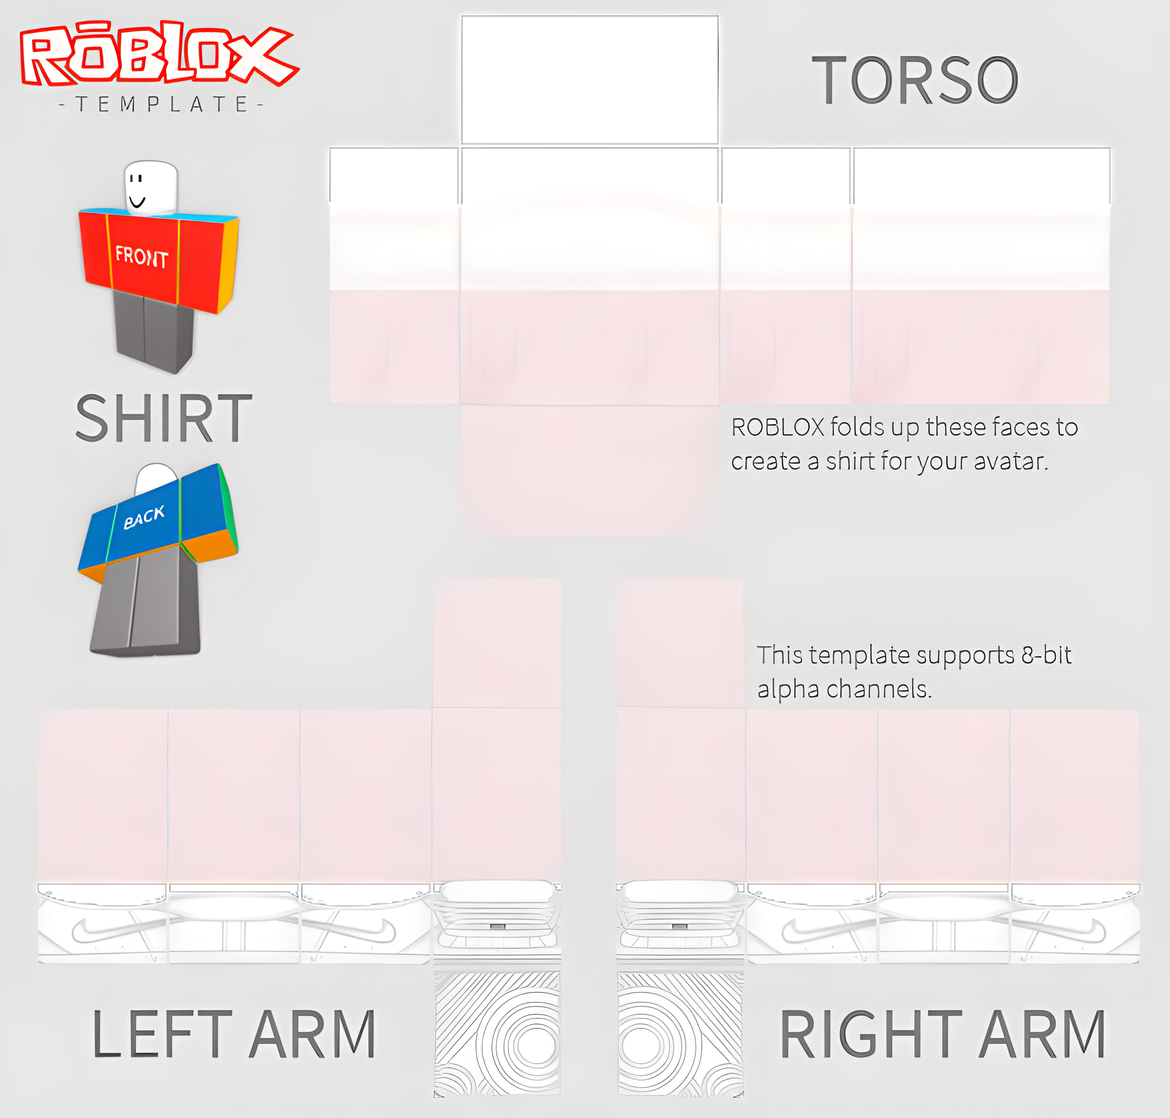 RŌBLOX
-TEMPLATE-
TORSO
FRONT
SHIRT
ROBLOX folds up these faces to
create a shirt for your avatar.
BACK
This template supports 8-bit
alpha channels.
LEFT ARM
RIGHT ARM